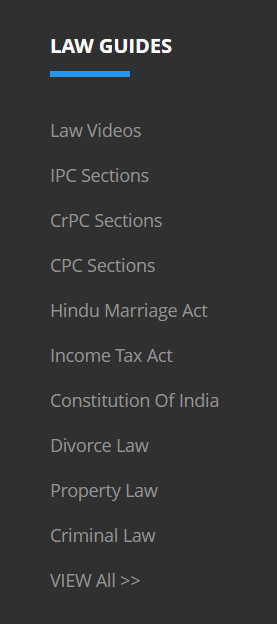 LAW GUIDES
Law Videos
IPC Sections
CrPC Sections
CPC Sections
Hindu Marriage Act
Income Tax Act
Constitution Of India
Divorce Law
Property Law
Criminal Law
VIEW All >>